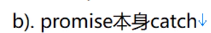 b). promise本身catch↓